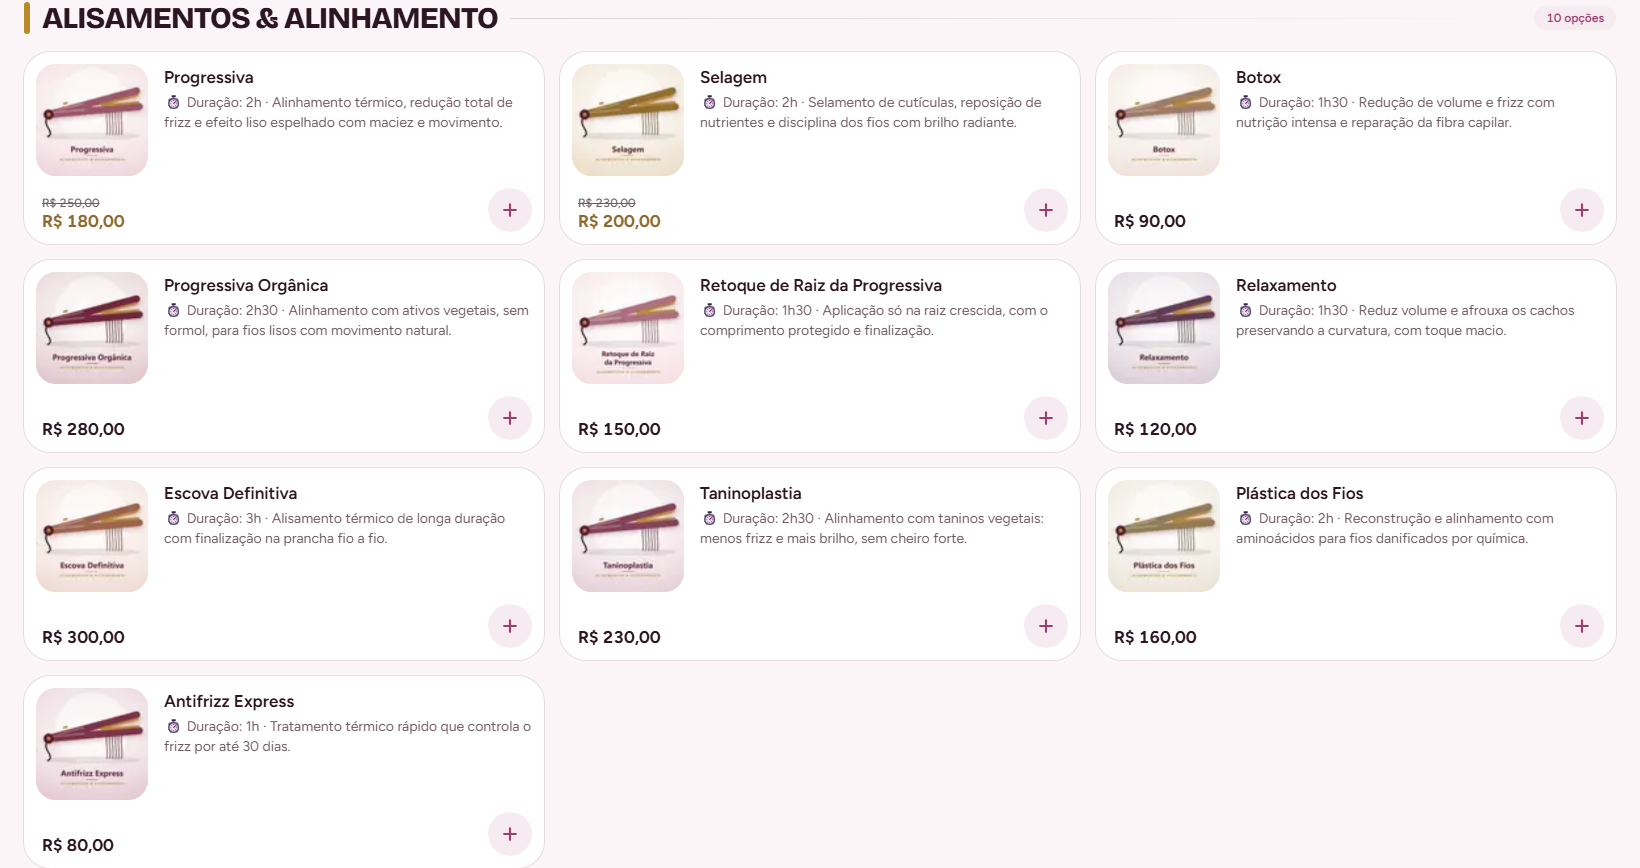 ALISAMENTOS & ALINHAMENTO
10 opções
Progressiva
Progressiva
Duração: 2h · Alinhamento térmico, redução total de
frizz e efeito liso espelhado com maciez e movimento.
R$ 250,00
R$ 180,00
Selagem
Selagem
Duração: 2h · Selamento de cutículas, reposição de
nutrientes e disciplina dos fios com brilho radiante.
R$ 230,00
R$ 200,00
Botox
Botox
Duração: 1h30 · Redução de volume e frizz com
nutrição intensa e reparação da fibra capilar.
R$ 90,00
Progressiva Orgânica
Progressiva Orgânica
Duração: 2h30 · Alinhamento com ativos vegetais, sem
formol, para fios lisos com movimento natural.
R$ 280,00
Retoque de Raiz
da Progressiva
Retoque de Raiz da Progressiva
Duração: 1h30 · Aplicação só na raiz crescida, com o
comprimento protegido e finalização.
R$ 150,00
Relaxamento
Relaxamento
Duração: 1h30 · Reduz volume e afrouxa os cachos
preservando a curvatura, com toque macio.
R$ 120,00
Escova Definitiva
Escova Definitiva
Duração: 3h · Alisamento térmico de longa duração
com finalização na prancha fio a fio.
R$ 300,00
Taninoplastia
Taninoplastia
Duração: 2h30 · Alinhamento com taninos vegetais:
menos frizz e mais brilho, sem cheiro forte.
R$ 230,00
Plástica dos Fios
Plástica dos Fios
Duração: 2h · Reconstrução e alinhamento com
aminoácidos para fios danificados por química.
R$ 160,00
Antifrizz Express
Antifrizz Express
Duração: 1h · Tratamento térmico rápido que controla o
frizz por até 30 dias.
R$ 80,00